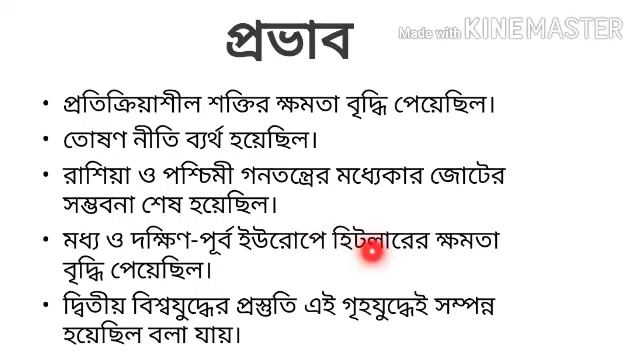 প্রভাব
Made with KINEMASTER
• প্রতিক্রিয়াশীল শক্তির ক্ষমতা বৃদ্ধি পেয়েছিল।
• তোষণ নীতি ব্যর্থ হয়েছিল।
• রাশিয়া ও পশ্চিমী গনতন্ত্রের মধ্যেকার জোটের
সম্ভবনা শেষ হয়েছিল।
• মধ্য ও দক্ষিণ-পূর্ব ইউরোপে হিটলারের ক্ষমতা
বৃদ্ধি পেয়েছিল।
• দ্বিতীয় বিশ্বযুদ্ধের প্রস্তুতি এই গৃহযুদ্ধেই সম্পন্ন
হয়েছিল বলা যায়।